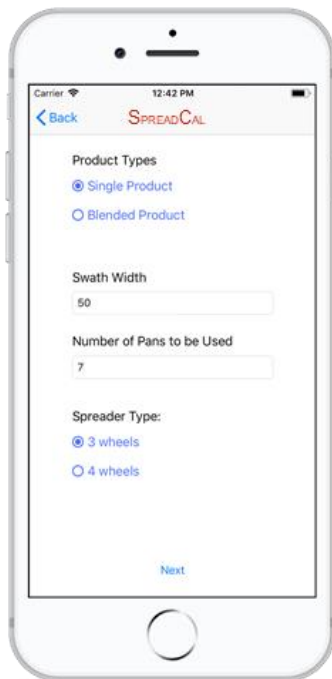 Carrier 12:42 PM
Back SPREADCAL
Product Types
Single Product
Blended Product
Swath Width
50
Number of Pans to be Used
7
Spreader Type:
3 wheels
4 wheels
Next